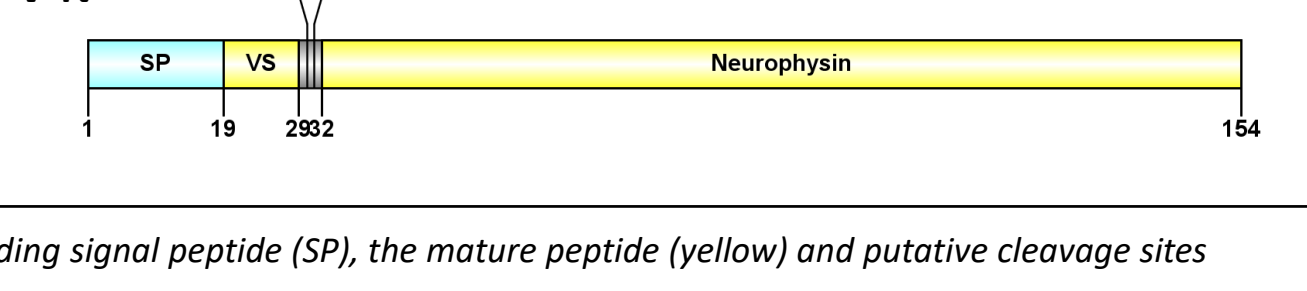 SP VS Neurophysin
1 19 29 32 154
ding signal peptide (SP), the mature peptide (yellow) and putative cleavage sites